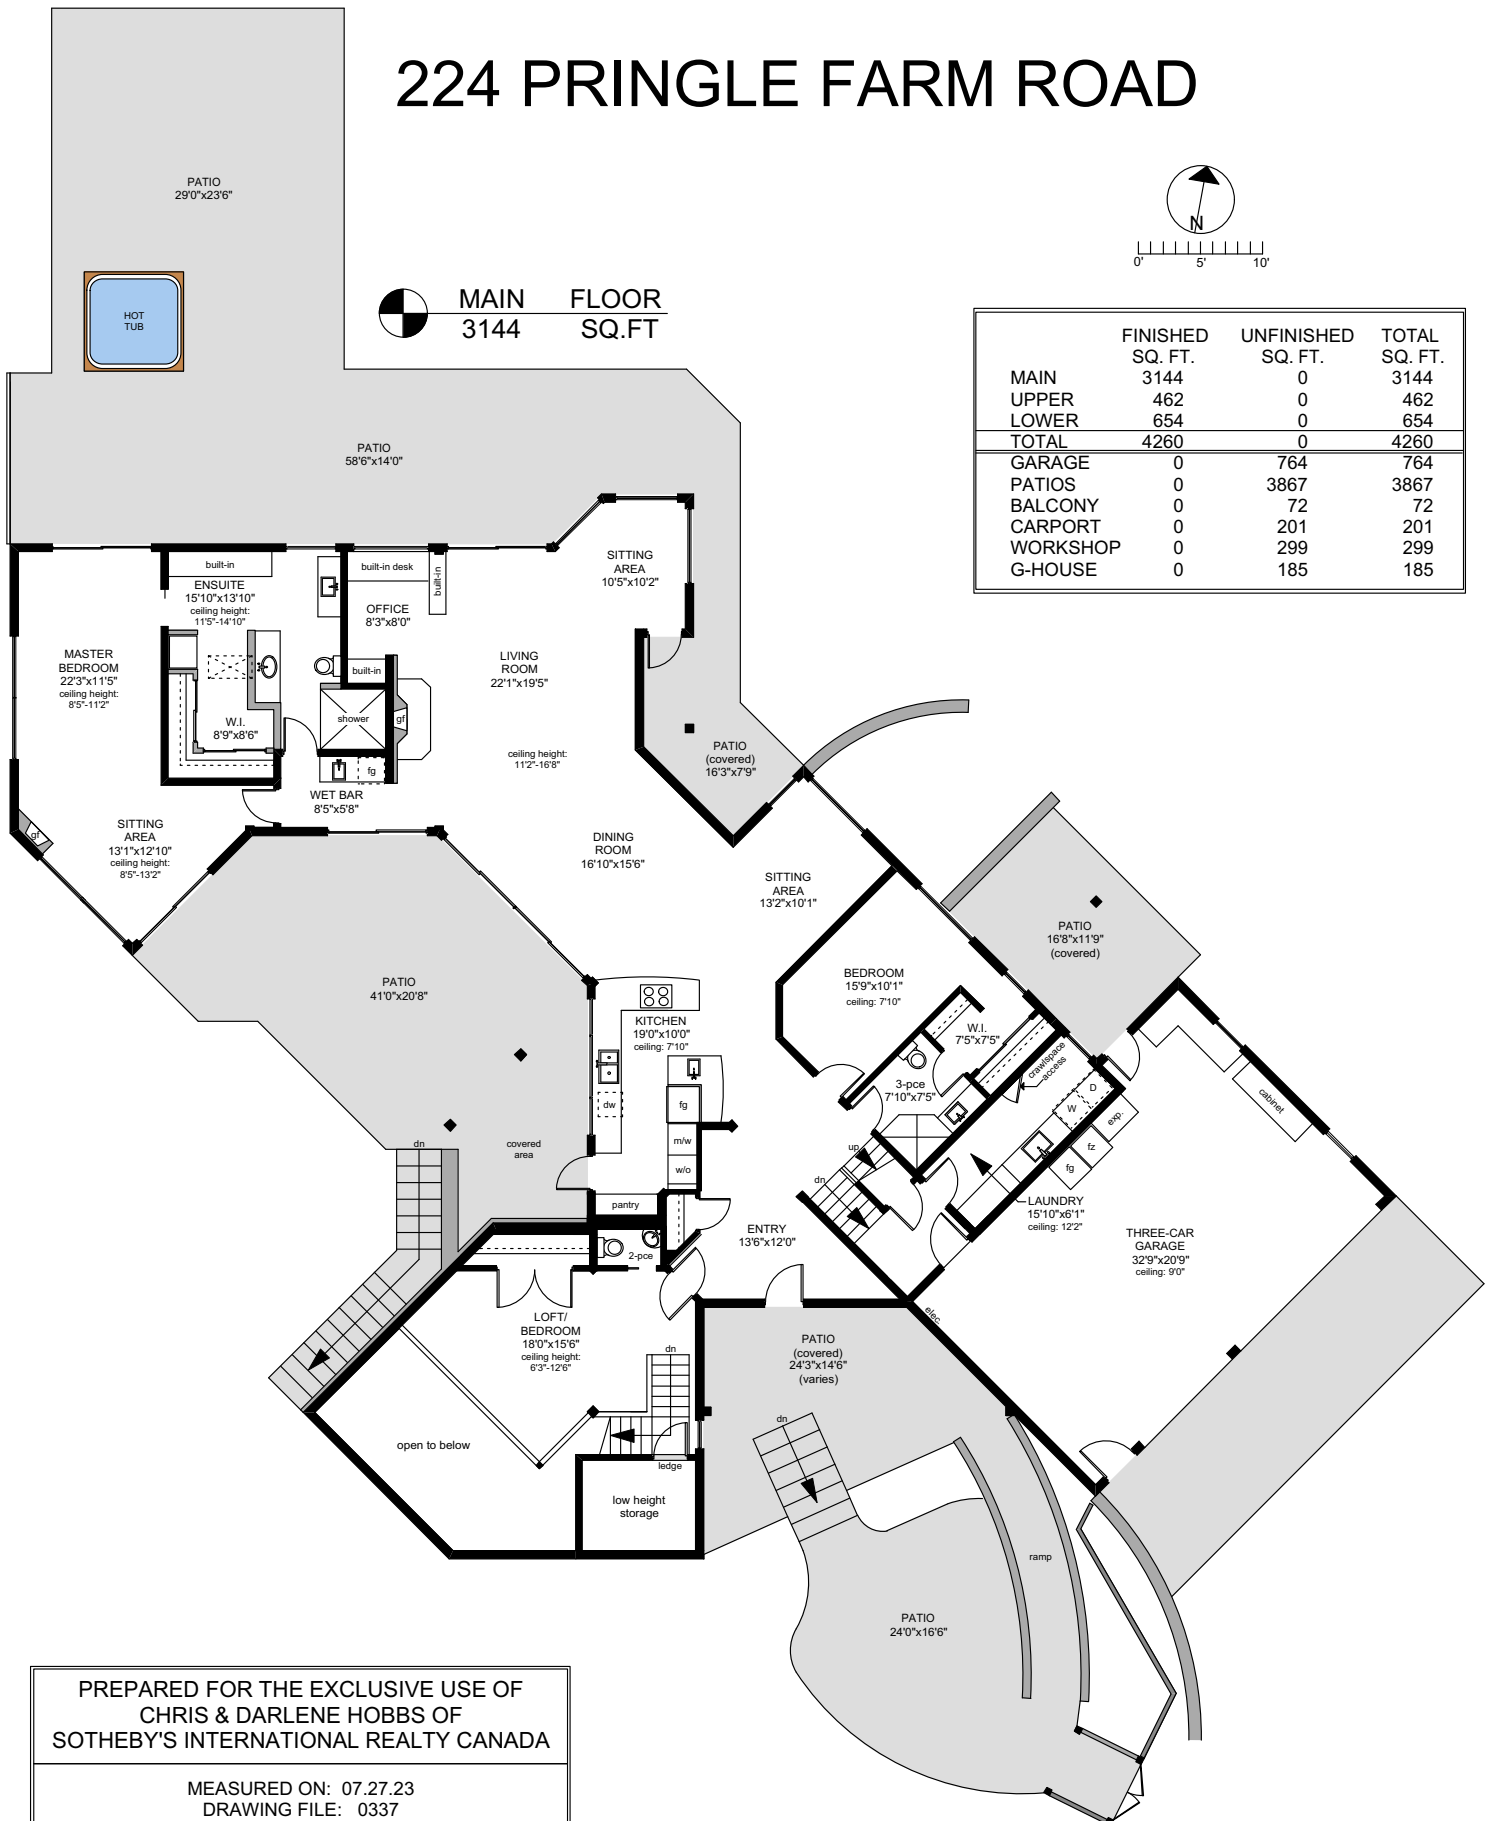 224 PRINGLE FARM ROAD
PATIO
29'0"x23'6"
HOT
TUB
MAIN FLOOR
3144 SQ.FT
N
0' 5' 10'
FINISHED UNFINISHED TOTAL
SQ. FT. SQ. FT. SQ. FT.
MAIN 3144 0 3144
UPPER 462 0 462
LOWER 654 0 654
TOTAL 4260 0 4260
GARAGE 0 764 764
PATIOS 0 3867 3867
BALCONY 0 72 72
CARPORT 0 201 201
WORKSHOP 0 299 299
G-HOUSE 0 185 185
PATIO
58'6"x14'0"
built-in
ENSUITE
15'10"x13'10"
ceiling height:
11'5"-14'10"
built-in desk
built-in
OFFICE
8'3"x8'0"
built-in
SITTING
AREA
10'5"x10'2"
MASTER
BEDROOM
22'3"x11'5"
ceiling height:
8'5"-11'2"
LIVING
ROOM
22'1"x19'5"
W.I.
8'9"x8'6"
shower
gf
ceiling height:
11'2"-16'8"
PATIO
(covered)
16'3"x7'9"
fg
WET BAR
8'5"x5'8"
gf
SITTING
AREA
13'1"x12'10"
ceiling height:
8'5"-13'2"
DINING
ROOM
16'10"x15'6"
SITTING
AREA
13'2"x10'1"
PATIO
16'8"x11'9"
(covered)
PATIO
41'0"x20'8"
BEDROOM
15'9"x10'1"
ceiling: 7'10"
KITCHEN
19'0"x10'0"
ceiling: 7'10"
W.I.
7'5"x7'5"
crawlspace
access
3-pce
7'10"x7'5"
dw
fg
m/w
w/o
pantry
D
W
exp.
fz
fg
cabinet
dn
covered
area
up
dn
LAUNDRY
15'10"x6'1"
ceiling: 12'2"
ENTRY
13'6"x12'0"
2-pce
THREE-CAR
GARAGE
32'9"x20'9"
ceiling: 9'0"
elec.
LOFT/
BEDROOM
18'0"x15'6"
ceiling height:
6'3"-12'6"
dn
PATIO
(covered)
24'3"x14'6"
(varies)
dn
open to below
ledge
low height
storage
ramp
PATIO
24'0"x16'6"
PREPARED FOR THE EXCLUSIVE USE OF
CHRIS & DARLENE HOBBS OF
SOTHEBY'S INTERNATIONAL REALTY CANADA
MEASURED ON: 07.27.23
DRAWING FILE: 0337